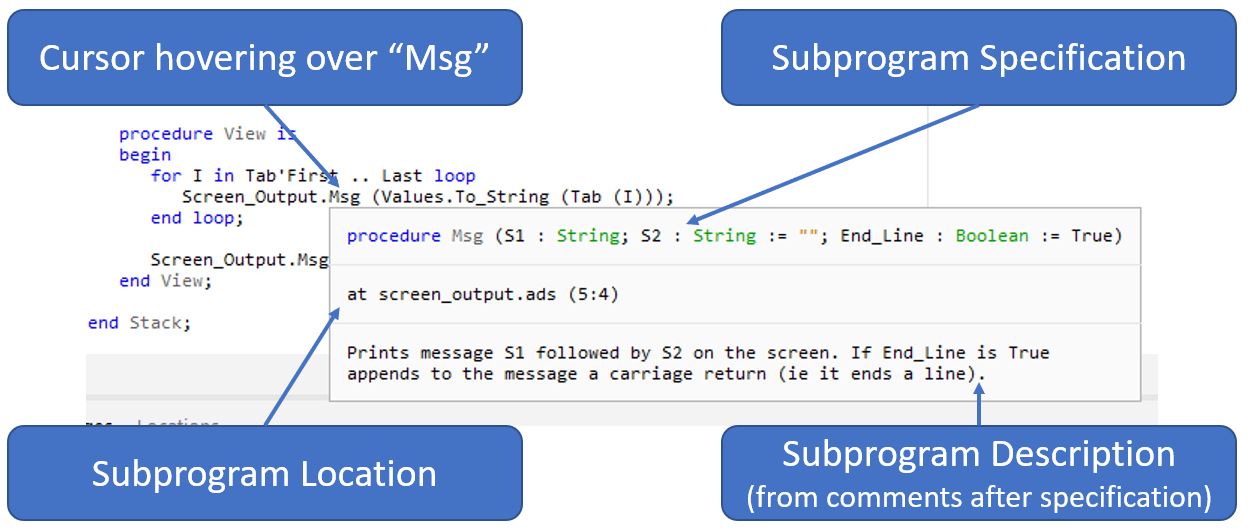 Cursor hovering over “Msg”
Subprogram Specification
procedure View is
begin
for I in Tab'First .. Last loop
Screen_Output.Msg (Values.To_String (Tab (I)));
end loop;
Screen_Output.Msg
end View;
end Stack;
procedure Msg (S1 : String; S2 : String := ""; End_Line : Boolean := True)
at screen_output.ads (5:4)
Prints message S1 followed by S2 on the screen. If End_Line is True
appends to the message a carriage return (ie it ends a line).
Locations
Subprogram Location
Subprogram Description
(from comments after specification)